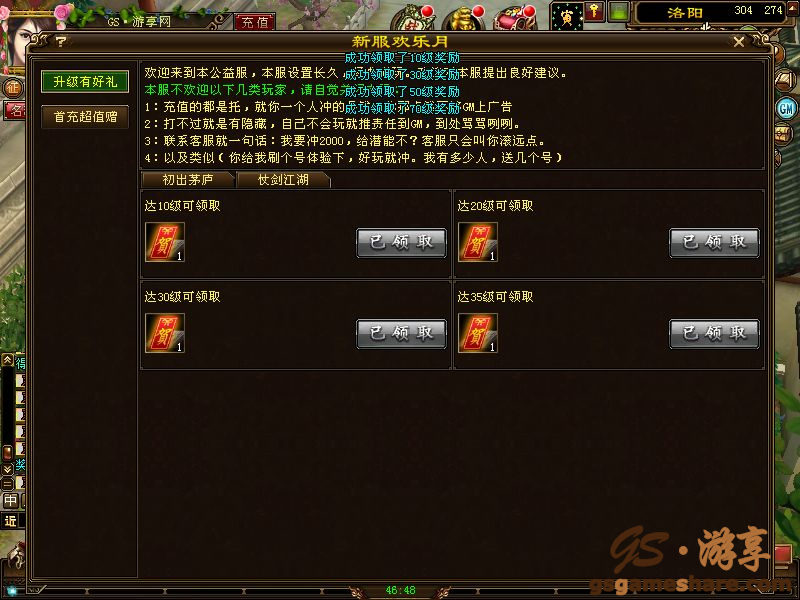 GS·游享网
充值
洛阳
304 274
?
新服欢乐月
成功领取了10级奖励
欢迎来到本公益服，本服设置长久
本服提出良好建议。
成功领取了30级奖励
升级有好礼
本服不欢迎以下几类玩家，请自觉
成功领取了50级奖励
1：充值的都是托，就你一个人冲的
GM上广告
GM
首充超值赠
2：打不过就是有隐藏，自己不会玩就推责任到GM，到处骂骂咧咧。
3：联系客服就一句话：我要冲2000，给潜能不？客服只会叫你滚远点。
4：以及类似（你给我刷个号体验下，好玩就冲。我有多少人，送几个号）
初出茅庐
仗剑江湖
达10级可领取
达20级可领取
賀
1
已领取
賀
1
已领取
达30级可领取
达35级可领取
賀
1
已领取
賀
1
已领取
中
近
46:48
GS·游享
gsgameshare.com